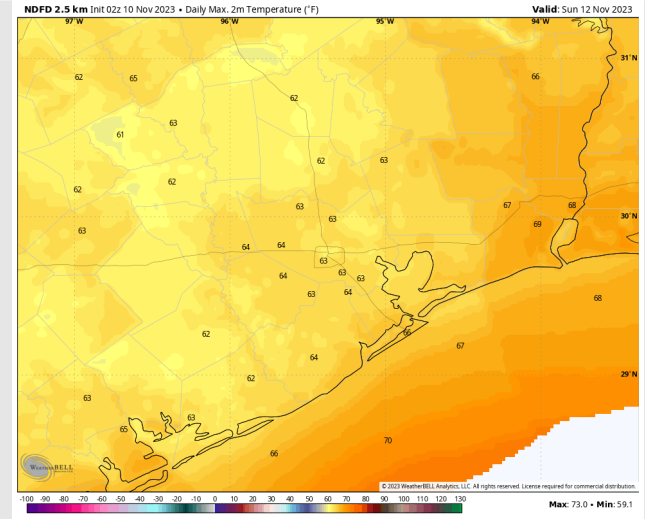 NDFD 2.5 km Init 02z 10 Nov 2023 • Daily Max. 2m Temperature (°F) Valid: Sun 12 Nov 2023
97°W 96°W 95°W 94°W
31°N
62 65 66
62
63
61
62 63
62 62
63 67 68
63 69 30°N
63
64 64
63
64 63 63
63 64
68
66
62 67
64
62 29°N
63
63
65
70
66
WeatherBELL
© 2023 WeatherBELL Analytics, LLC. All rights reserved. License required for commercial distribution.
-100 -90 -80 -70 -60 -50 -40 -30 -20 -10 0 10 20 30 40 50 60 70 80 90 100 110 120 130
Max: 73.0 • Min: 59.1